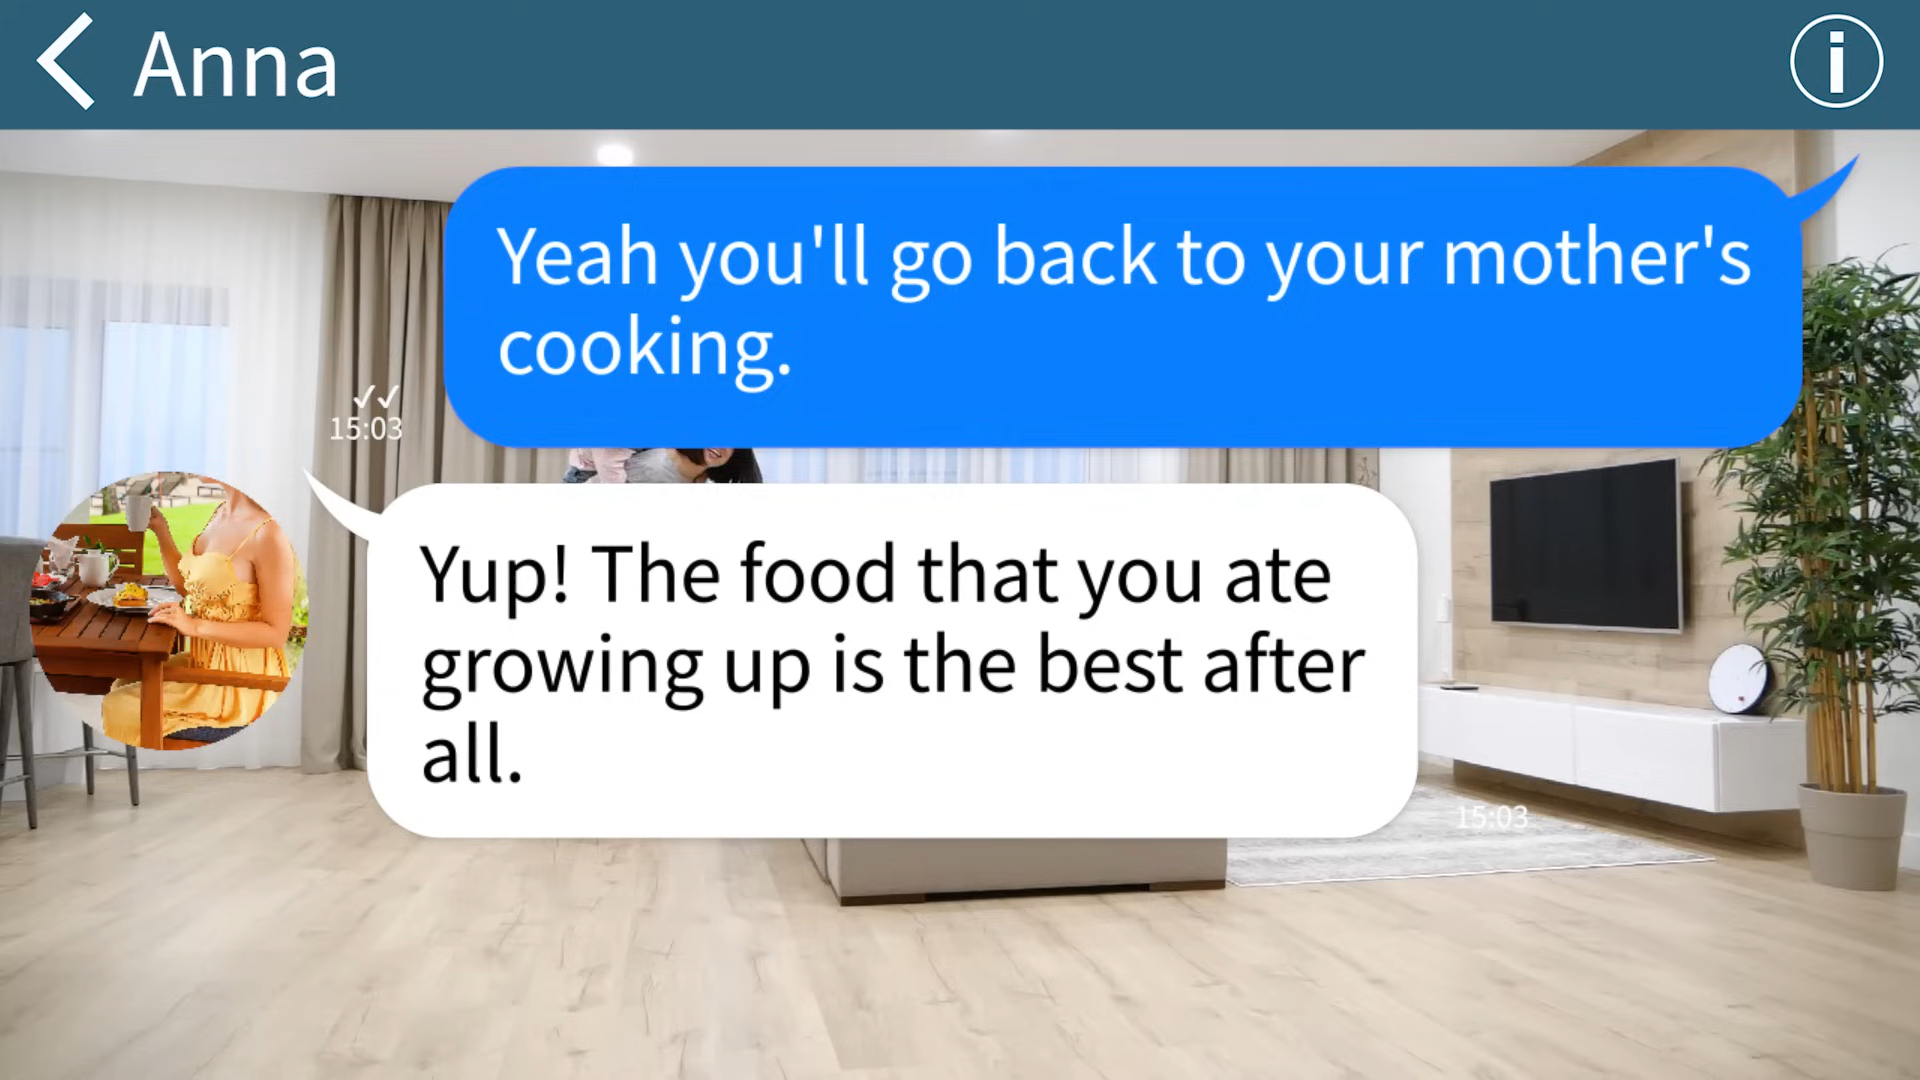 Anna
Yeah you'll go back to your mother's
cooking.
15:03
Yup! The food that you ate
growing up is the best after
all.
15:03